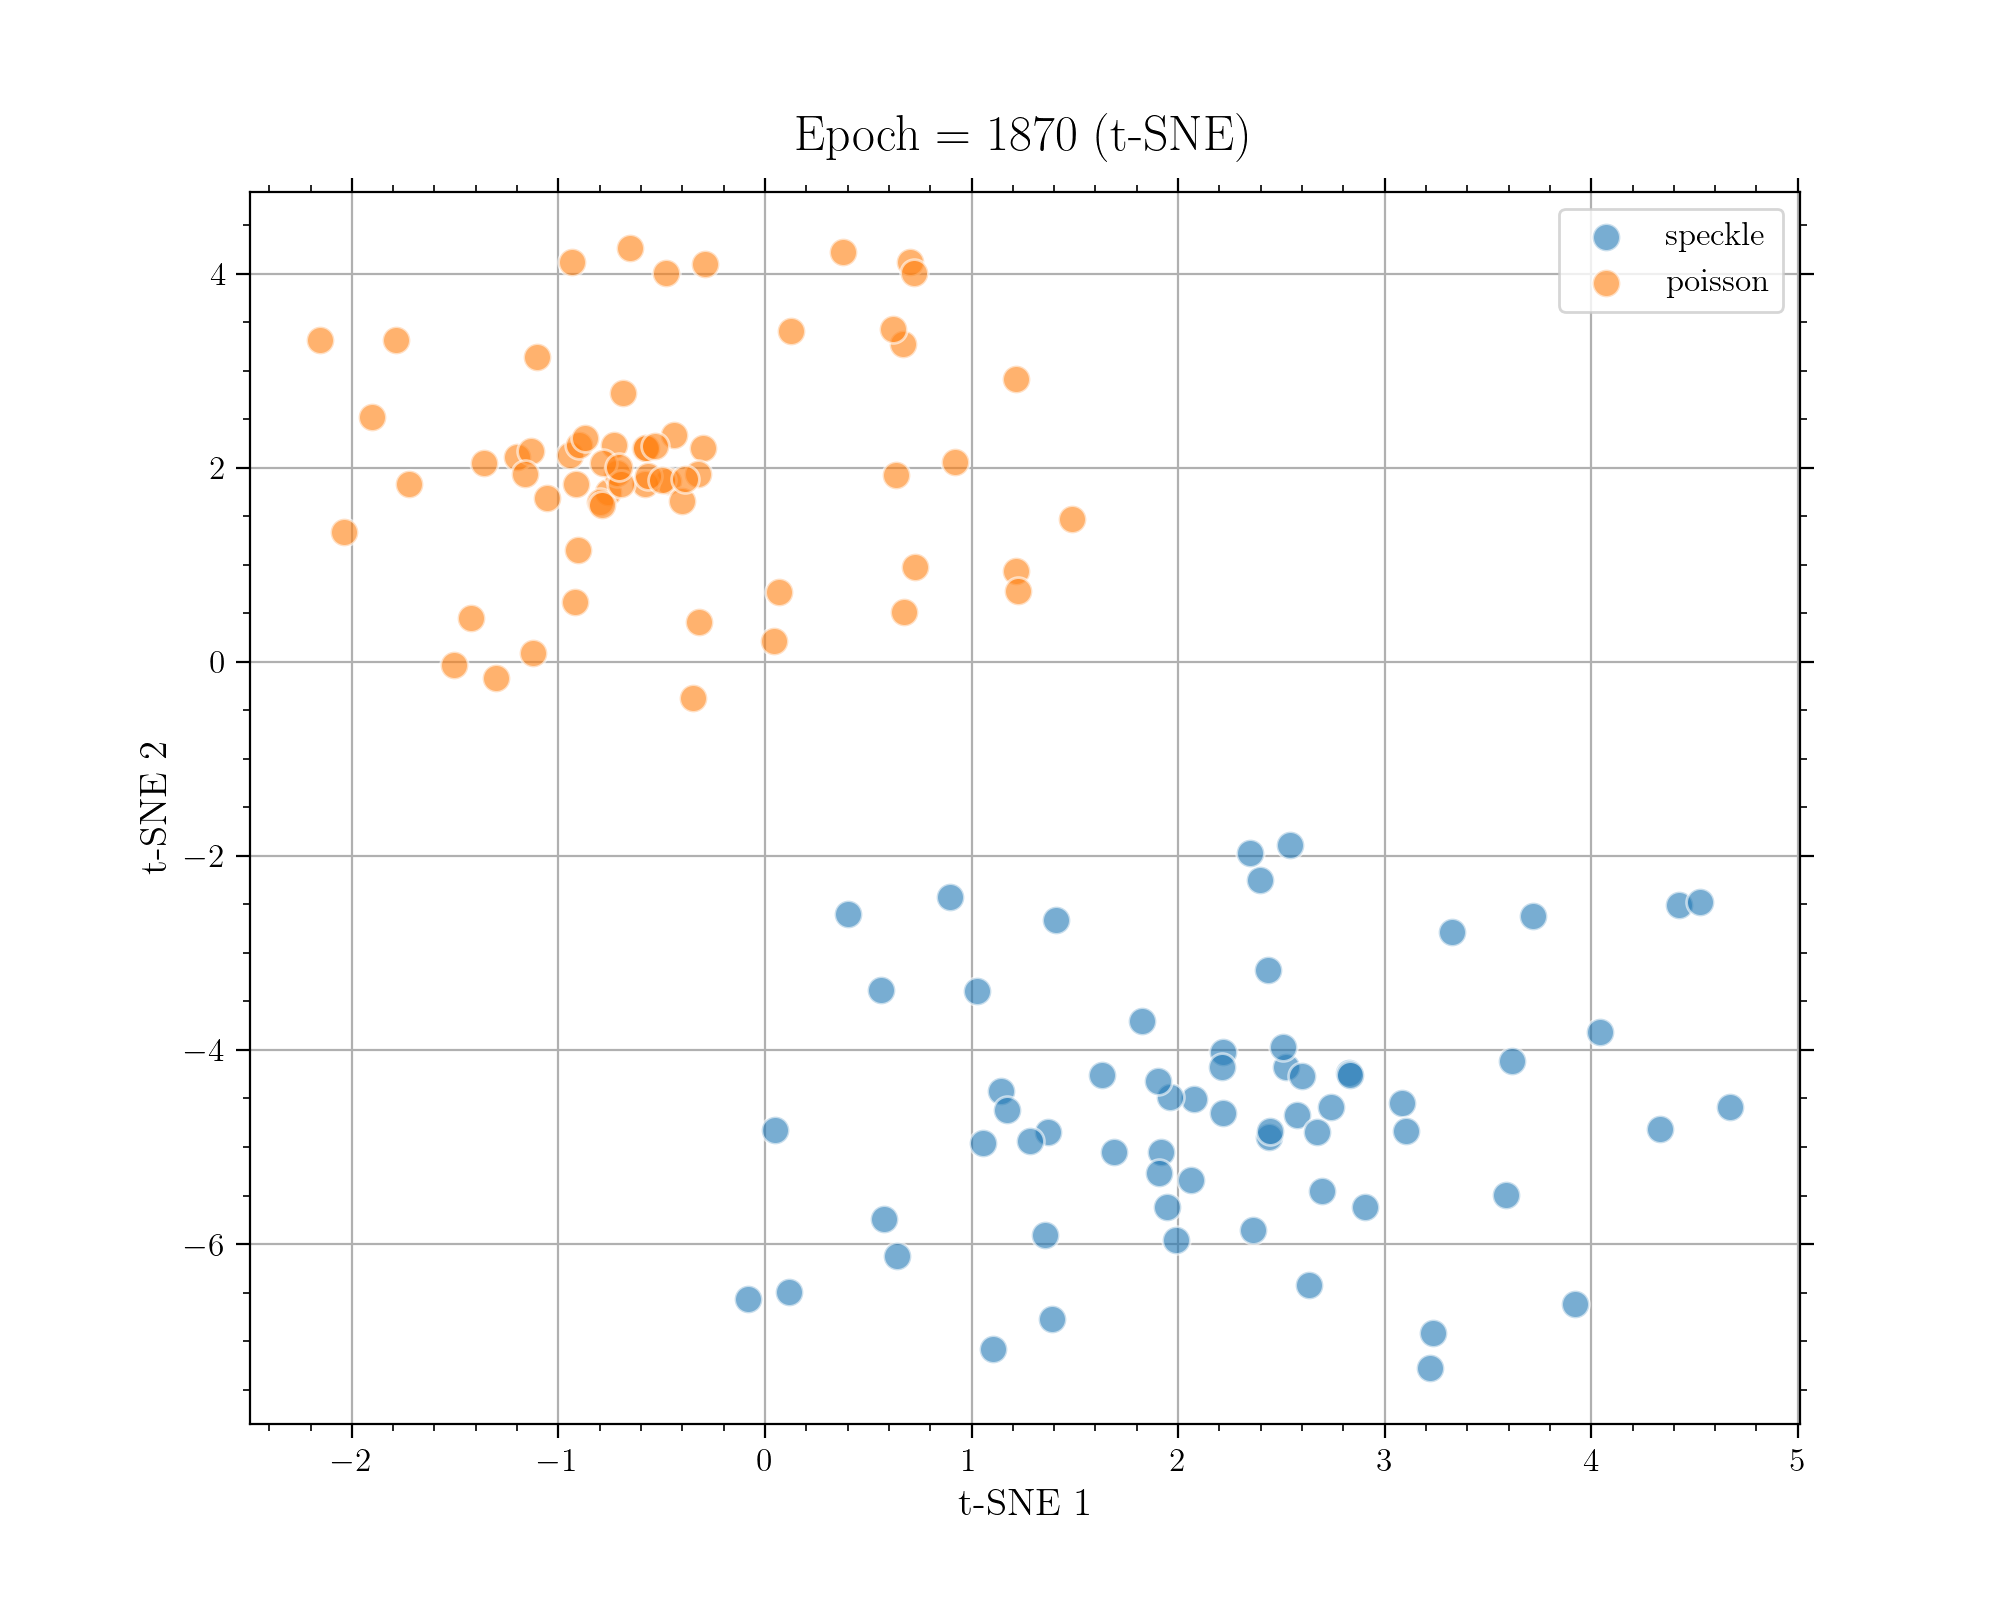 Epoch = 1870 (t-SNE)
speckle
poisson
4
2
0
−2
−4
−6
t-SNE 2
−2 −1 0 1 2 3 4 5
t-SNE 1